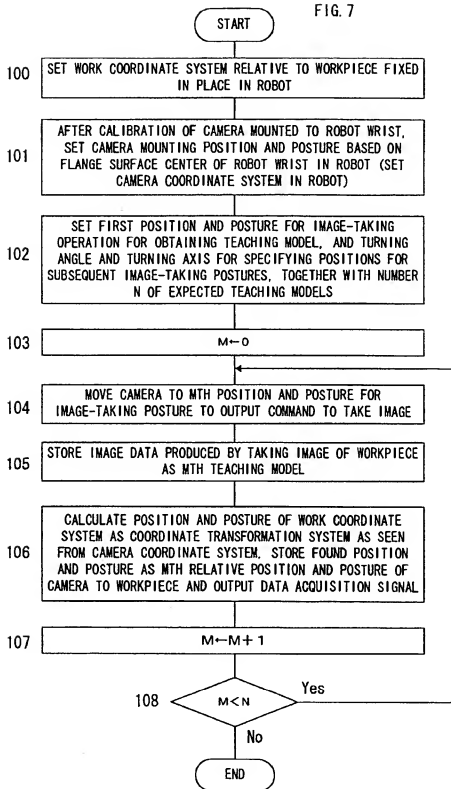 FIG. 7
START
100
SET WORK COORDINATE SYSTEM RELATIVE TO WORKPIECE FIXED
IN PLACE IN ROBOT
101
AFTER CALIBRATION OF CAMERA MOUNTED TO ROBOT WRIST,
SET CAMERA MOUNTING POSITION AND POSTURE BASED ON
FLANGE SURFACE CENTER OF ROBOT WRIST IN ROBOT (SET
CAMERA COORDINATE SYSTEM IN ROBOT)
102
SET FIRST POSITION AND POSTURE FOR IMAGE-TAKING
OPERATION FOR OBTAINING TEACHING MODEL, AND TURNING
ANGLE AND TURNING AXIS FOR SPECIFYING POSITIONS FOR
SUBSEQUENT IMAGE-TAKING POSTURES, TOGETHER WITH NUMBER
N OF EXPECTED TEACHING MODELS
103
M←0
104
MOVE CAMERA TO MTH POSITION AND POSTURE FOR
IMAGE-TAKING POSTURE TO OUTPUT COMMAND TO TAKE IMAGE
105
STORE IMAGE DATA PRODUCED BY TAKING IMAGE OF WORKPIECE
AS MTH TEACHING MODEL
106
CALCULATE POSITION AND POSTURE OF WORK COORDINATE
SYSTEM AS COORDINATE TRANSFORMATION SYSTEM AS SEEN
FROM CAMERA COORDINATE SYSTEM, STORE FOUND POSITION
AND POSTURE AS MTH RELATIVE POSITION AND POSTURE OF
CAMERA TO WORKPIECE AND OUTPUT DATA ACQUISITION SIGNAL
107
M←M+1
108
M<N
Yes
No
END